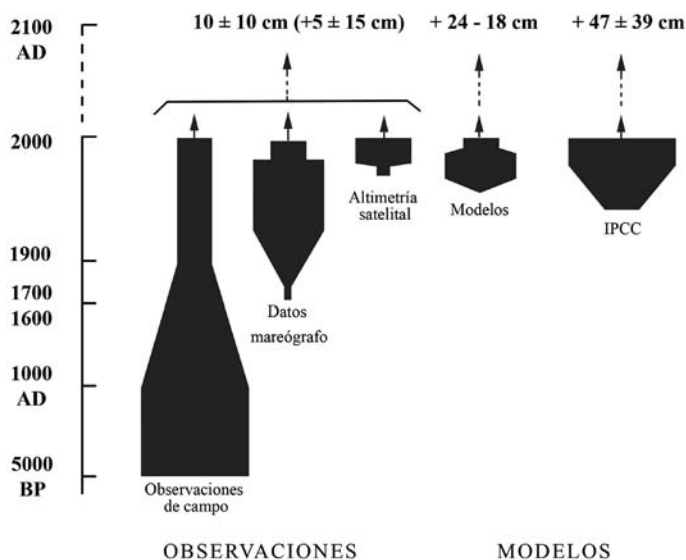 2100
AD
10 ± 10 cm (+5 ± 15 cm)
+ 24 - 18 cm
+ 47 ± 39 cm
2000
Altimetría
satelital
Modelos
IPCC
1900
1700
1600
Datos
mareógrafo
1000
AD
5000
BP
Observaciones
de campo
OBSERVACIONES
MODELOS